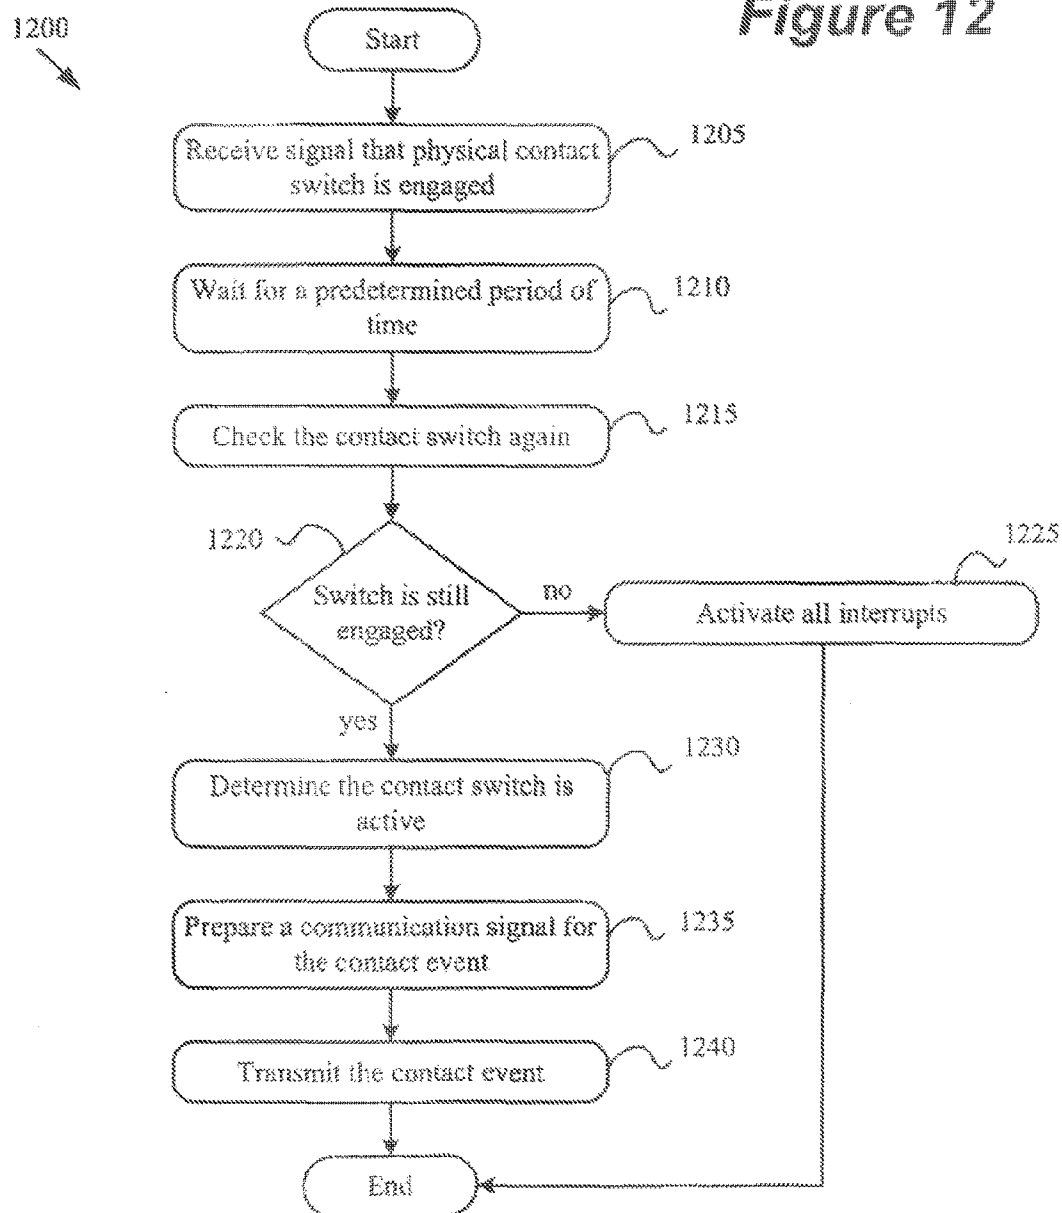 Figure 12
1200
Start
Receive signal that physical contact
switch is engaged
1205
Wait for a predetermined period of
time
1210
Check the contact switch again
1215
1220
Switch is still
engaged?
no
1225
Activate all interrupts
yes
Determine the contact switch is
active
1230
Prepare a communication signal for
the contact event
1235
Transmit the contact event
1240
End